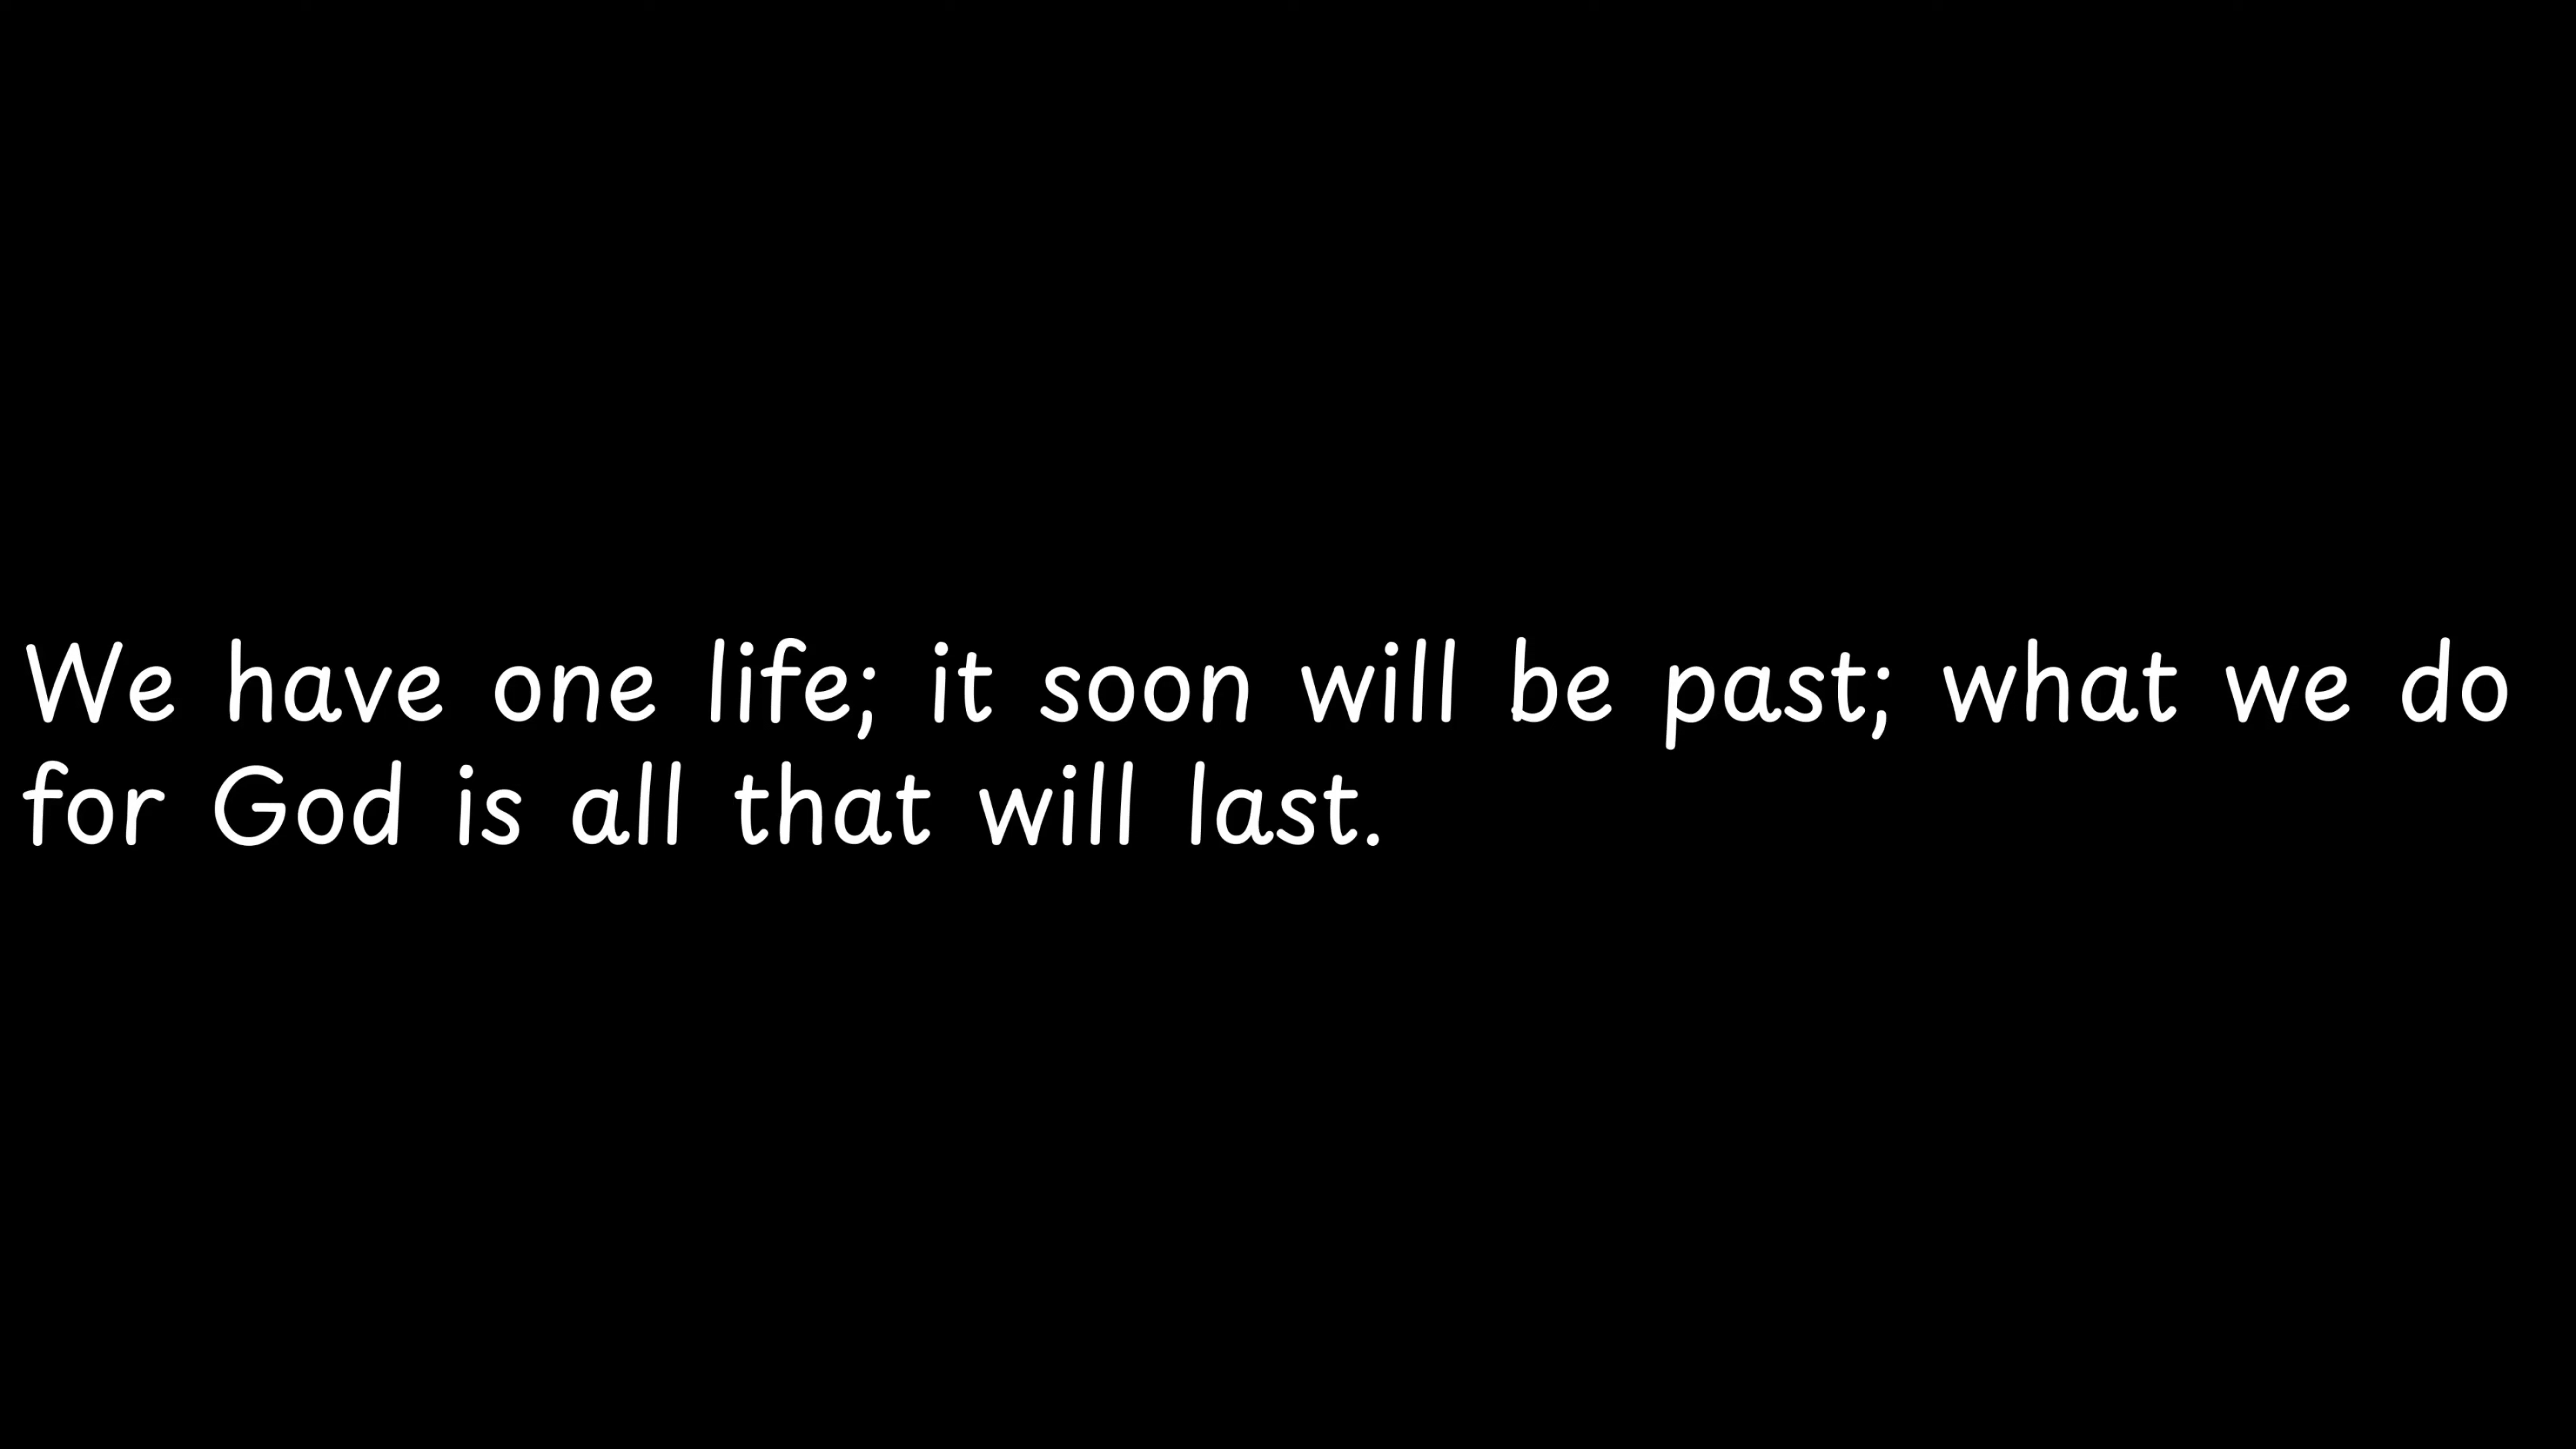 We have one life; it soon will be past; what we do
for God is all that will last.